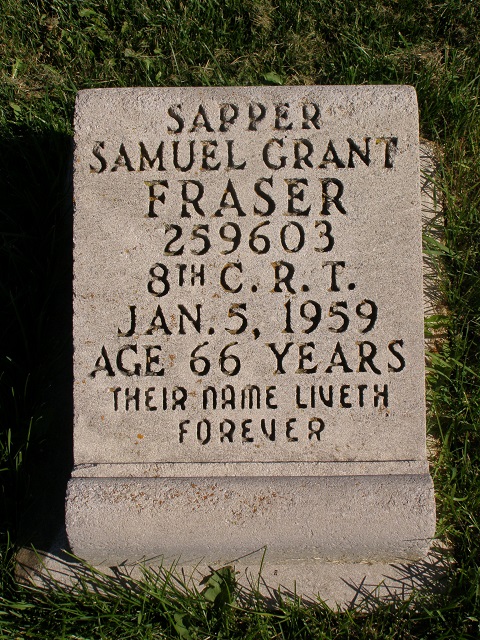 SAPPER
SAMUEL GRANT
FRASER
259603
8TH C. R. T.
JAN. 5, 1959
AGE 66 YEARS
THEIR NAME LIVETH
FOREVER